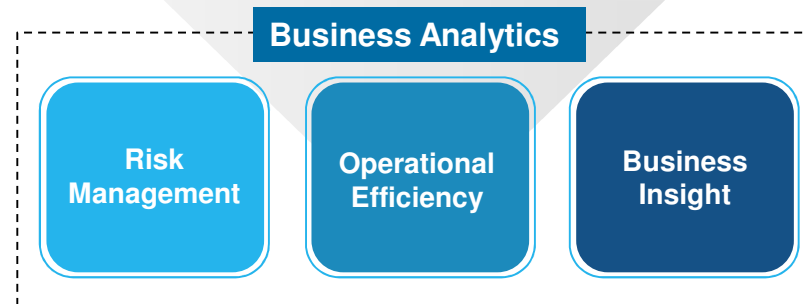 Business Analytics
Risk
Management
Operational
Efficiency
Business
Insight